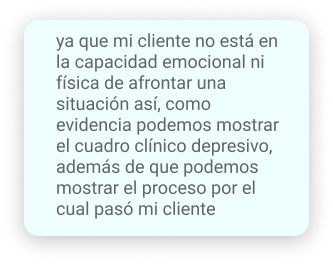 ya que mi cliente no está en
la capacidad emocional ni
física de afrontar una
situación así, como
evidencia podemos mostrar
el cuadro clínico depresivo,
además de que podemos
mostrar el proceso por el
cual pasó mi cliente